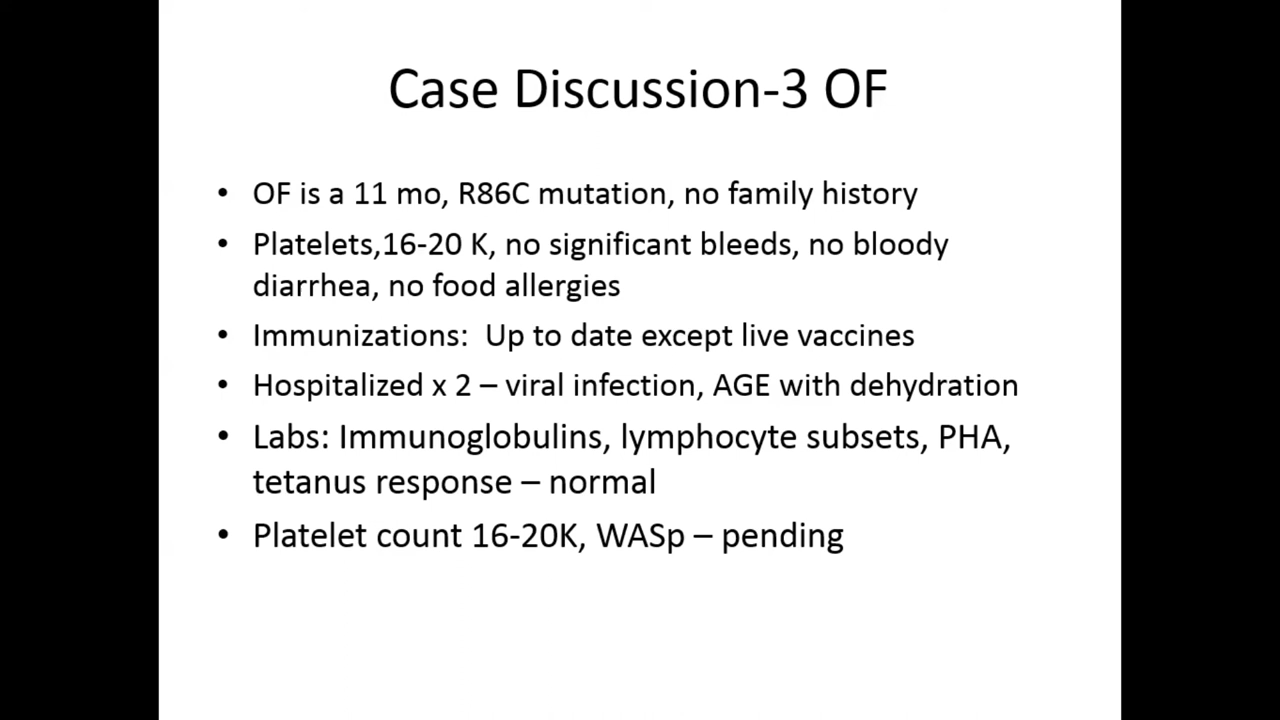 Case Discussion-3 OF
• OF is a 11 mo, R86C mutation, no family history
• Platelets,16-20 K, no significant bleeds, no bloody
diarrhea, no food allergies
• Immunizations:  Up to date except live vaccines
• Hospitalized x 2 – viral infection, AGE with dehydration
• Labs: Immunoglobulins, lymphocyte subsets, PHA,
tetanus response – normal
• Platelet count 16-20K, WASp – pending